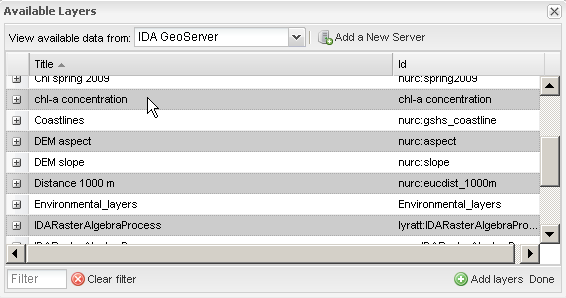 Available Layers
View available data from: IDA GeoServer Add a New Server
Title Id
Chl spring 2009 nurc:spring2009
chl-a concentration chl-a concentration
Coastlines nurc:gshs_coastline
DEM aspect nurc:aspect
DEM slope nurc:slope
Distance 1000 m nurc:eucdist_1000m
Environmental_layers Environmental_layers
IDARasterAlgebraProcess lyratt:IDARasterAlgebraPro...
Filter Clear filter Add layers Done